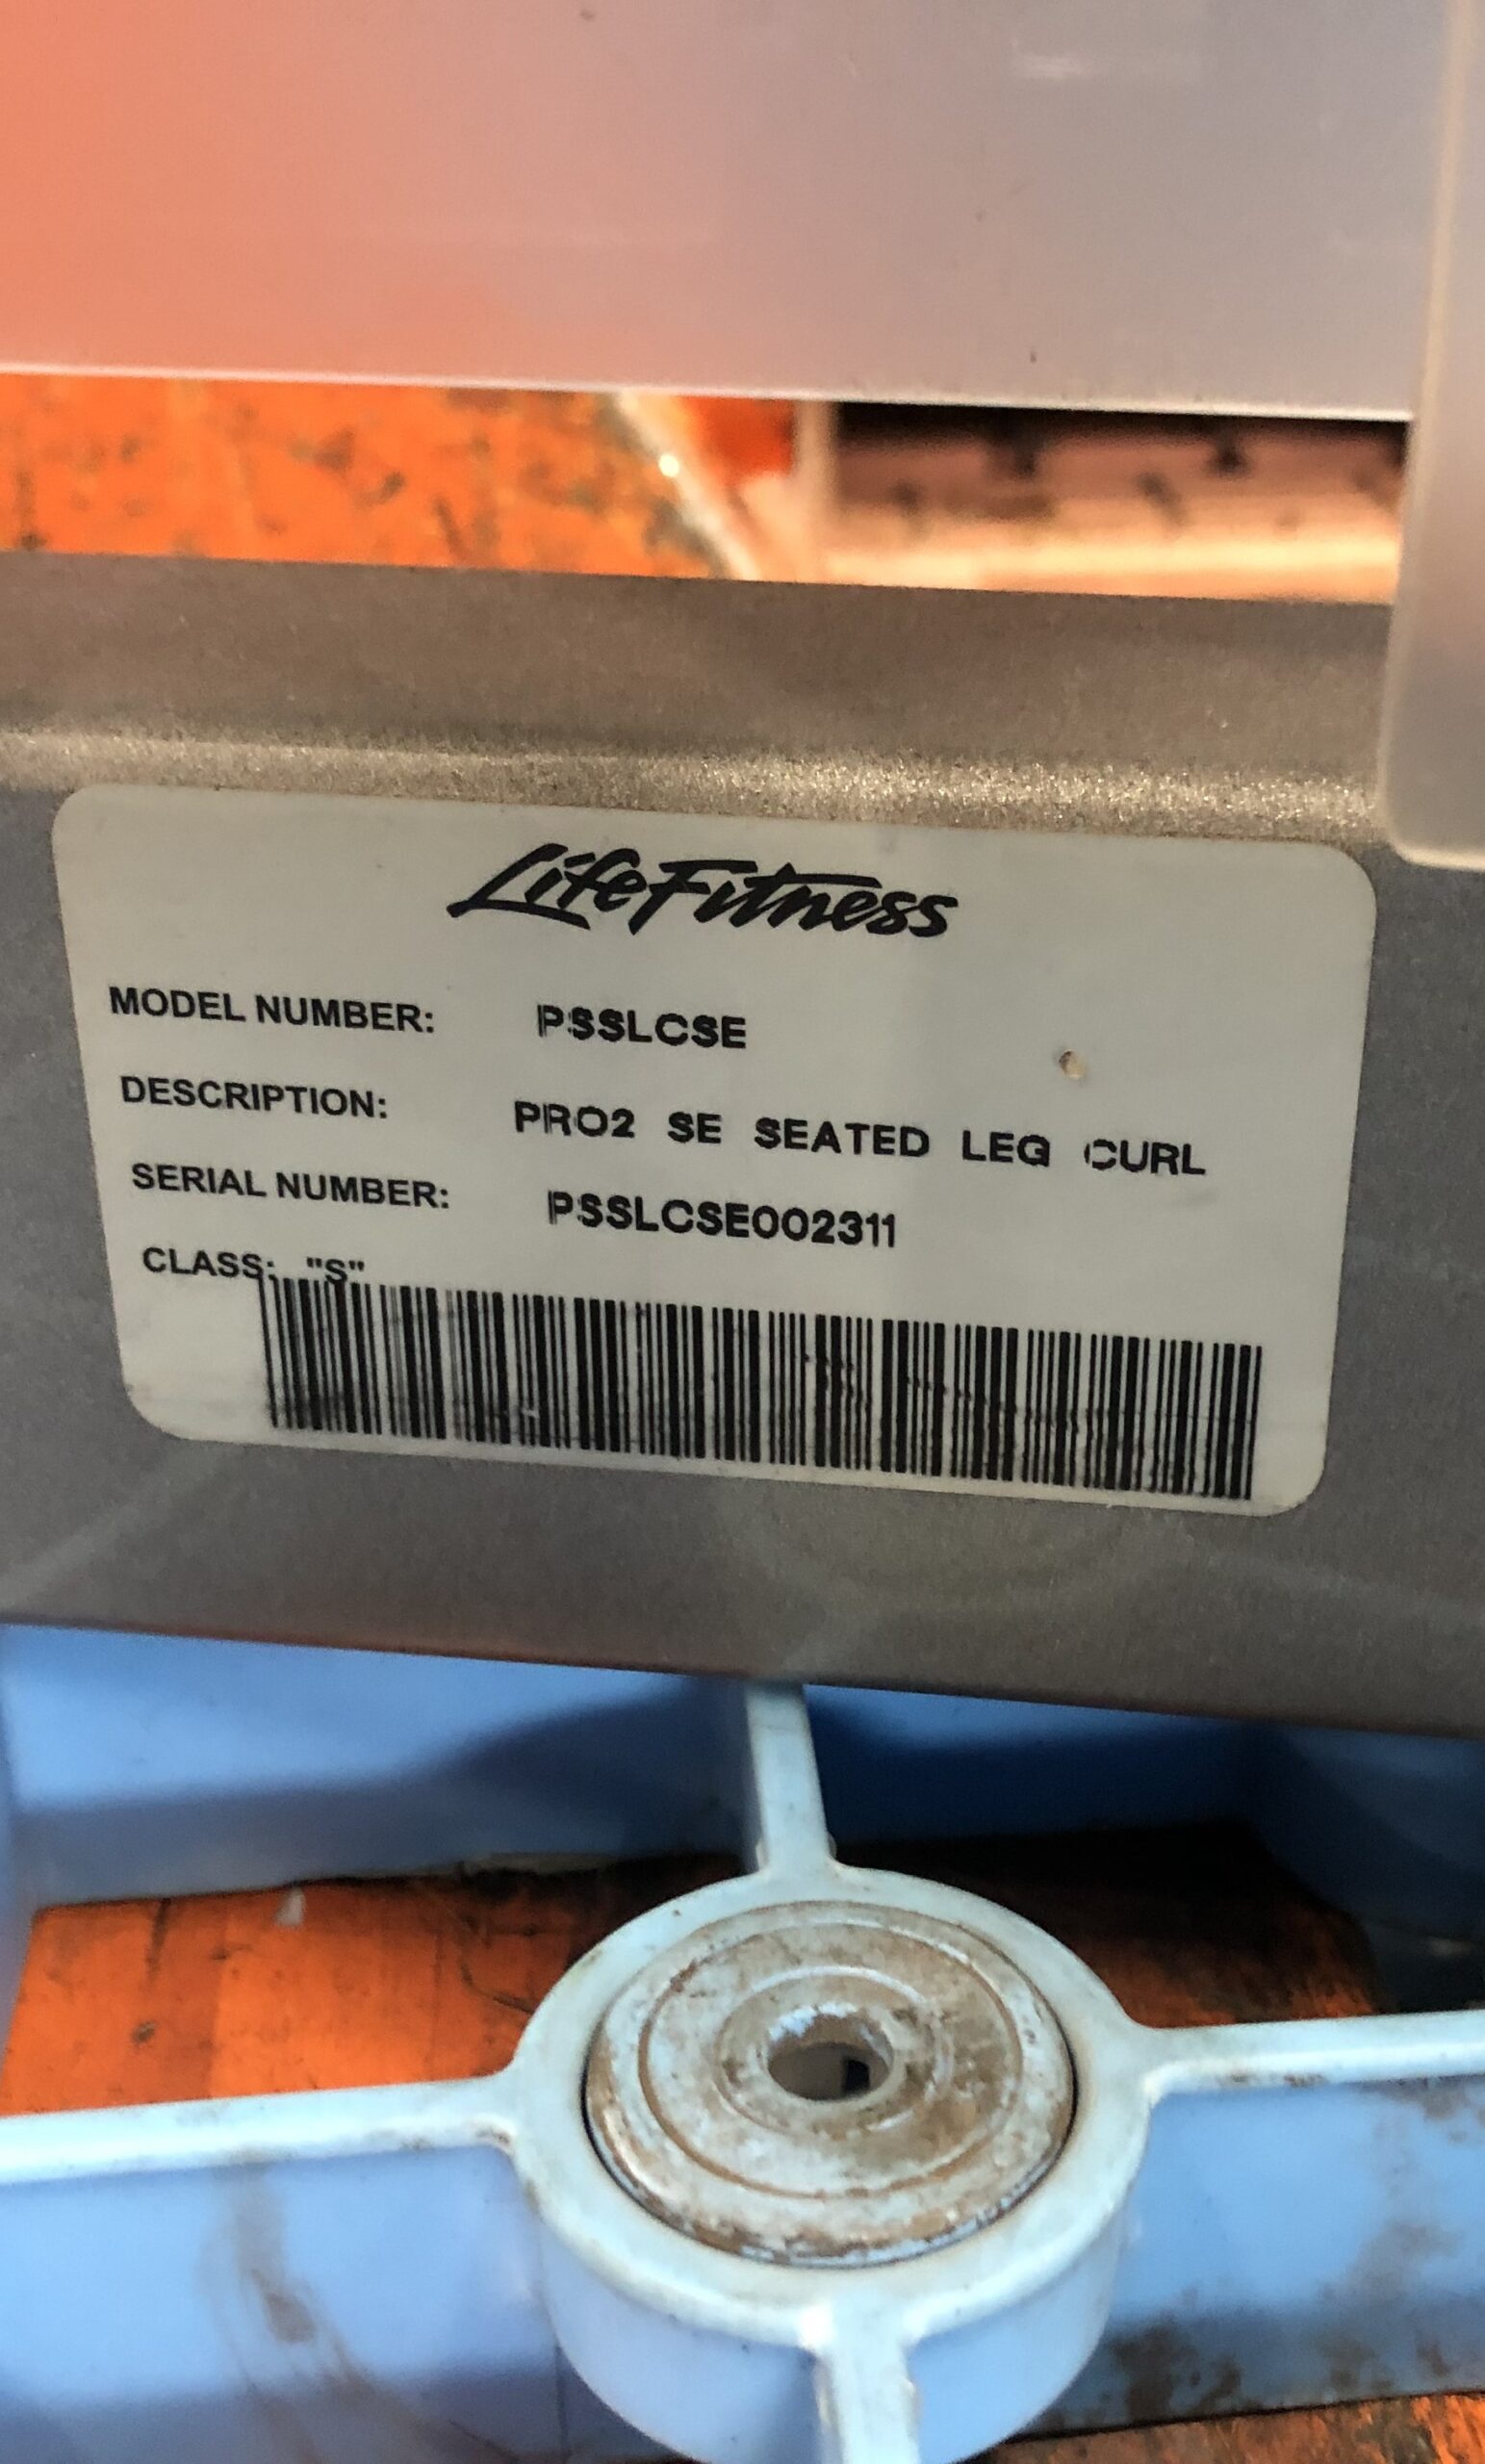 LifeFitness
MODEL NUMBER: PSSLCSE
DESCRIPTION: PRO2 SE SEATED LEG CURL
SERIAL NUMBER: PSSLCSE002311
CLASS: "S"